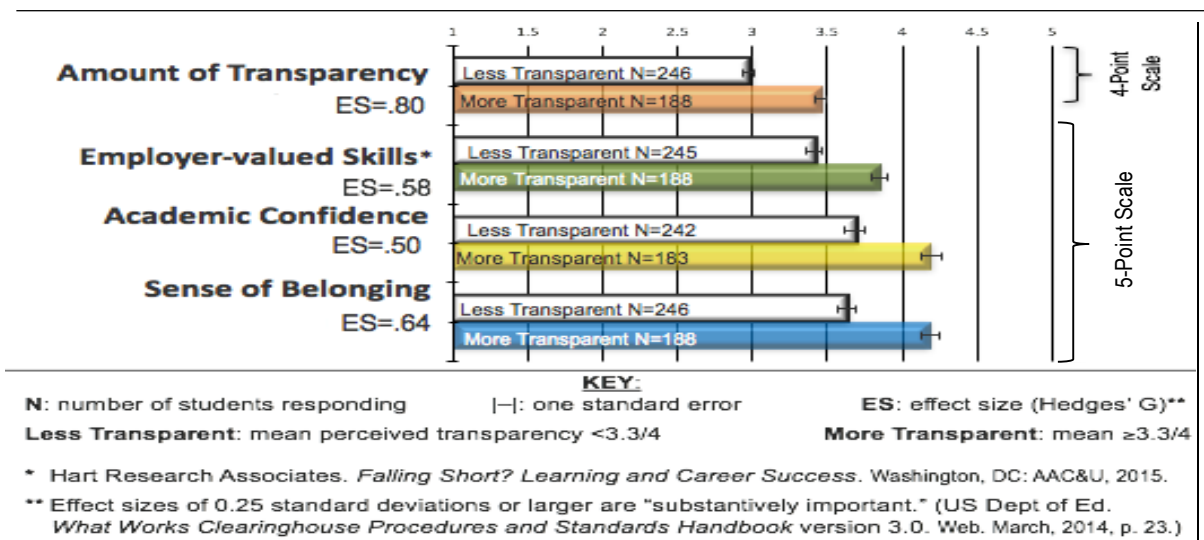 1 1.5 2 2.5 3 3.5 4 4.5 5
Amount of Transparency
ES=.80
Less Transparent N=246
More Transparent N=188
4-Point
Scale
Employer-valued Skills*
ES=.58
Less Transparent N=245
More Transparent N=188
Academic Confidence
ES=.50
Less Transparent N=242
More Transparent N=183
Sense of Belonging
ES=.64
Less Transparent N=246
More Transparent N=188
5-Point Scale
KEY:
N: number of students responding |–|: one standard error ES: effect size (Hedges' G)**
Less Transparent: mean perceived transparency <3.3/4 More Transparent: mean ≥3.3/4
* Hart Research Associates. Falling Short? Learning and Career Success. Washington, DC: AAC&U, 2015.
** Effect sizes of 0.25 standard deviations or larger are "substantively important." (US Dept of Ed.
What Works Clearinghouse Procedures and Standards Handbook version 3.0. Web. March, 2014, p. 23.)